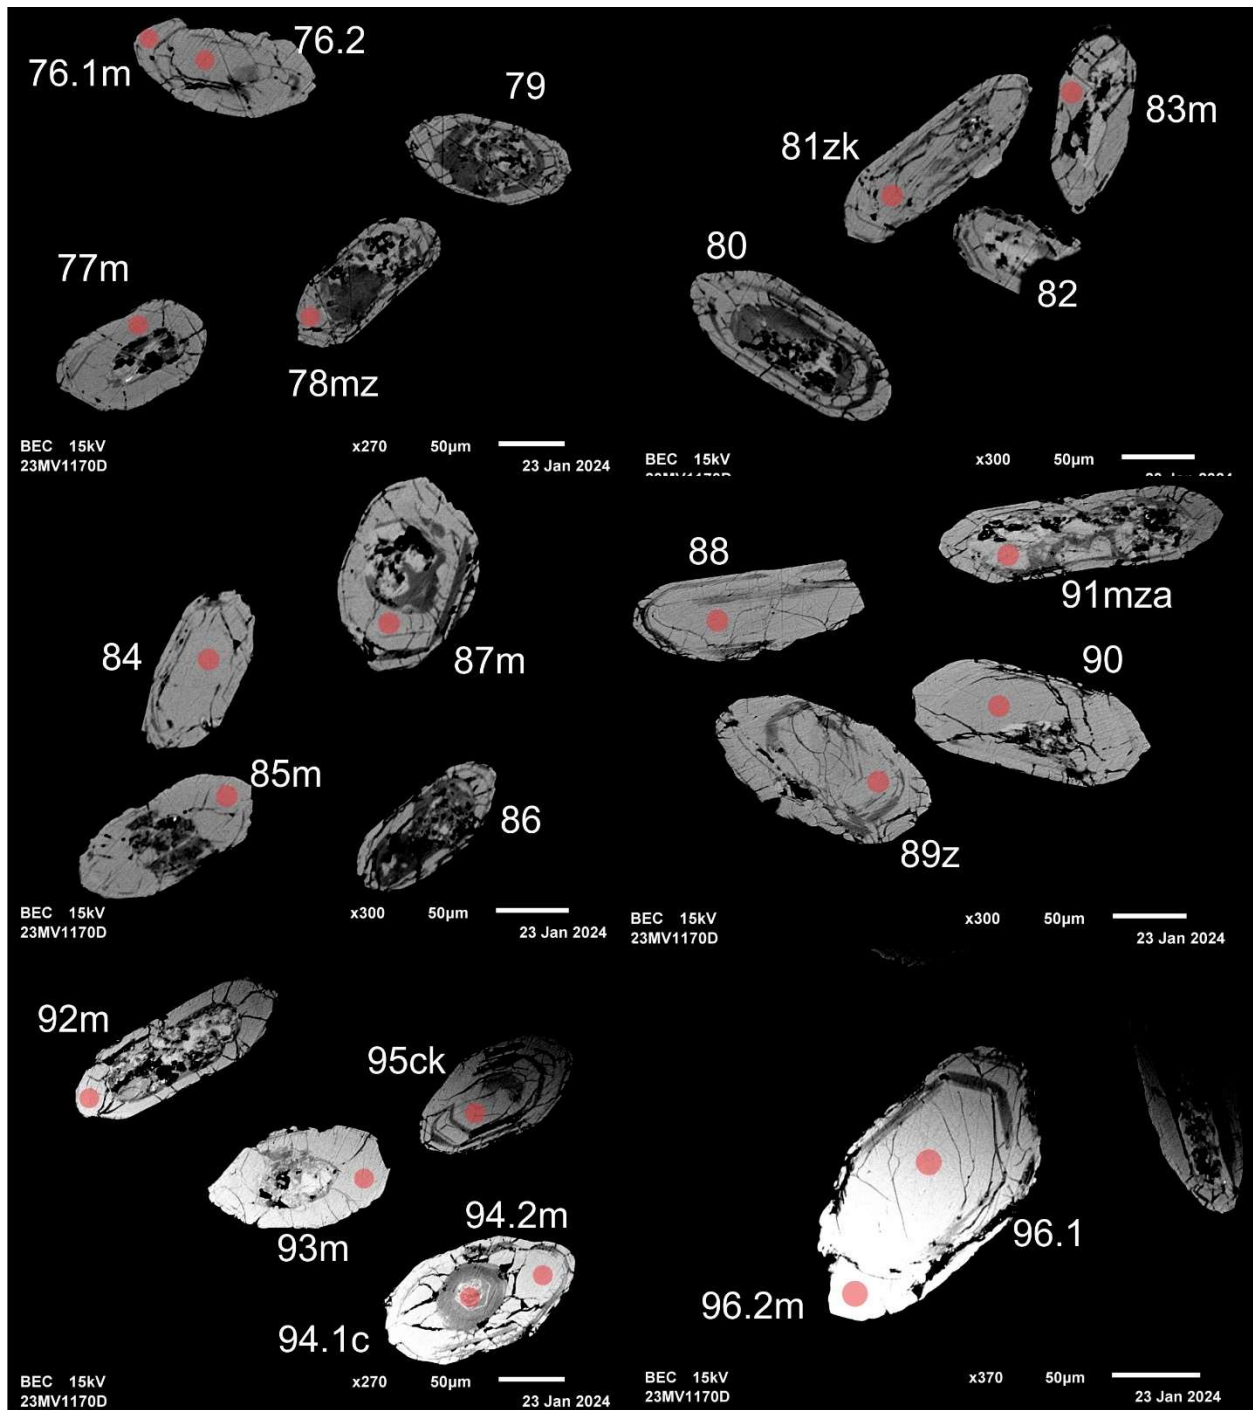 76.1m
76.2
79
77m
78mz
BEC 15kV x270 50µm
23MV1170D 23 Jan 2024
83m
81zk
80
82
BEC 15kV x300 50µm
87m
84
85m
86
BEC 15kV x300 50µm
23MV1170D 23 Jan 2024
88
91mza
90
89z
BEC 15kV x300 50µm
23MV1170D 23 Jan 2024
92m
95ck
93m
94.2m
94.1c
BEC 15kV x270 50µm
23MV1170D 23 Jan 2024
96.1
96.2m
BEC 15kV x370 50µm
23MV1170D 23 Jan 2024